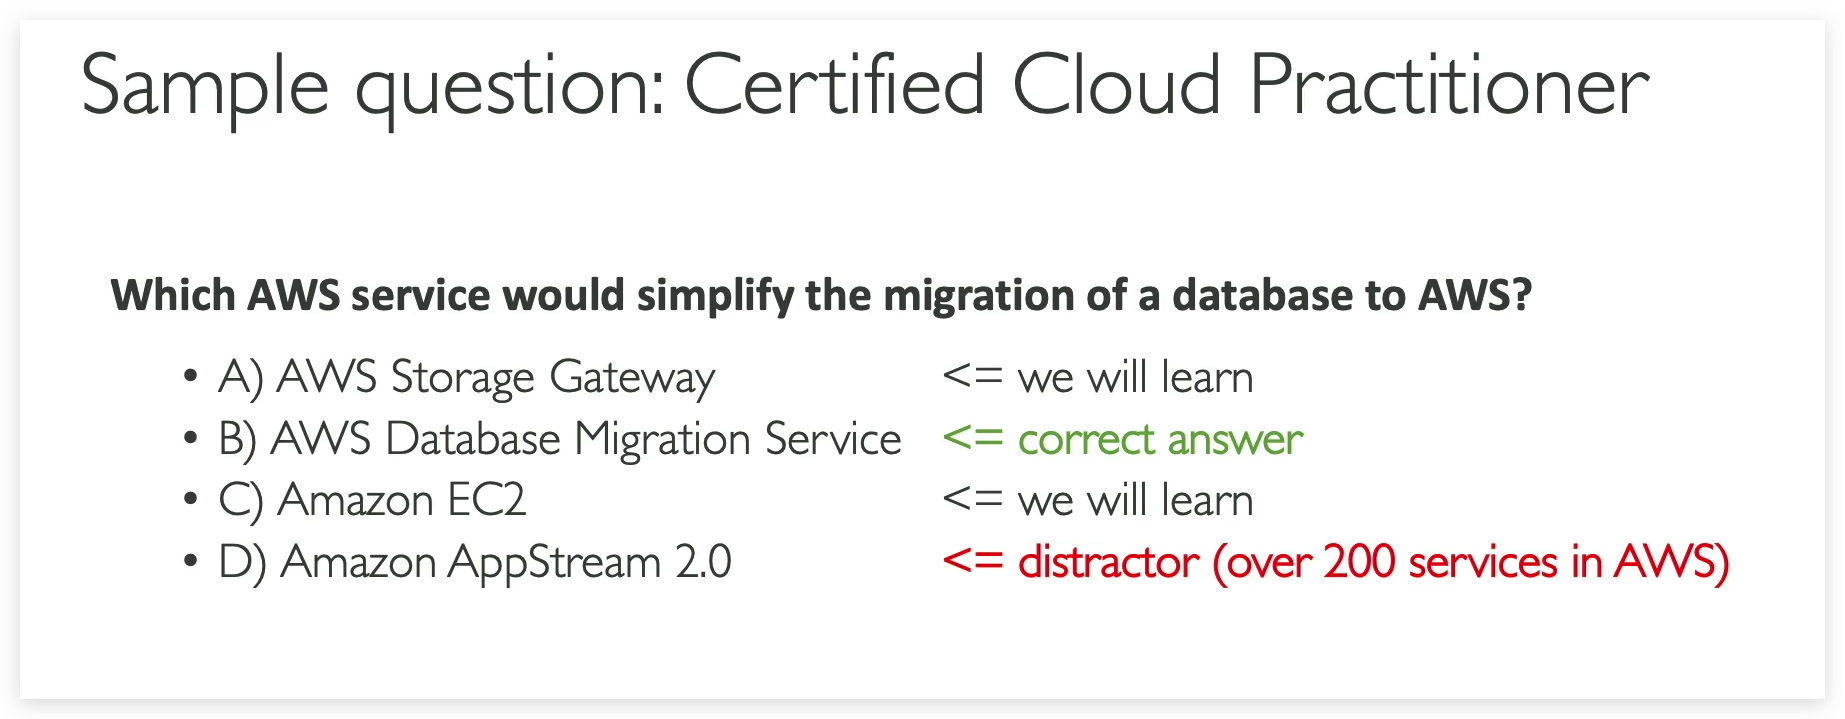 Sample question: Certified Cloud Practitioner
Which AWS service would simplify the migration of a database to AWS?
• A) AWS Storage Gateway <= we will learn
• B) AWS Database Migration Service <= correct answer
• C) Amazon EC2 <= we will learn
• D) Amazon AppStream 2.0 <= distractor (over 200 services in AWS)